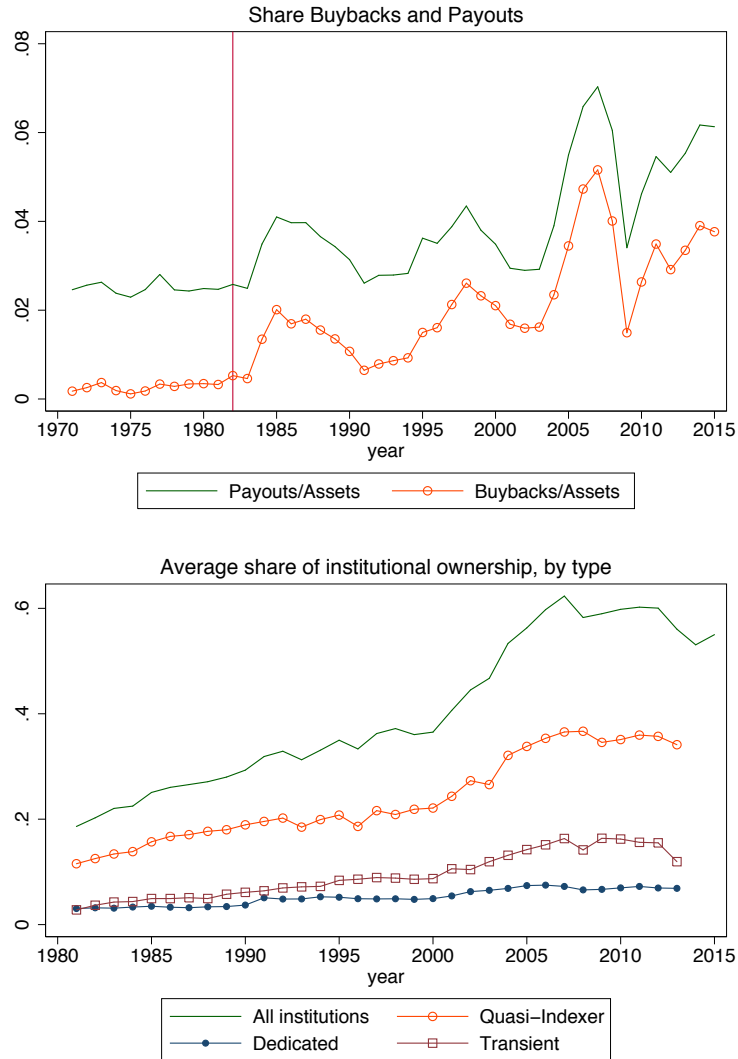 Share Buybacks and Payouts
.08
.06
.04
.02
0
1970 1975 1980 1985 1990 1995 2000 2005 2010 2015
year
Payouts/Assets Buybacks/Assets
Average share of institutional ownership, by type
.6
.4
.2
0
1980 1985 1990 1995 2000 2005 2010 2015
year
All institutions Quasi−Indexer
Dedicated Transient